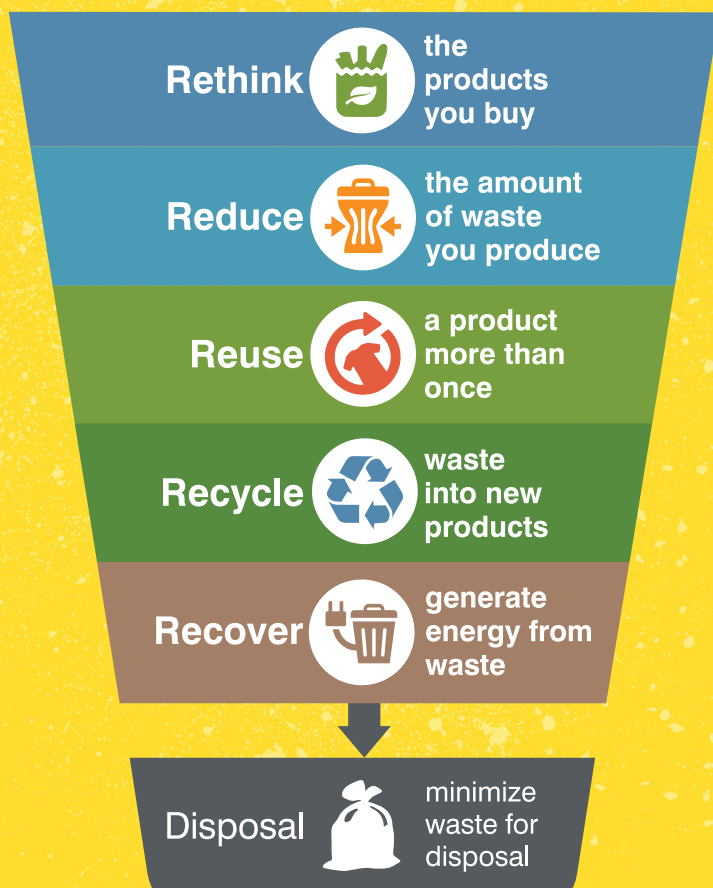 Rethink
the
products
you buy
Reduce
the amount
of waste
you produce
Reuse
a product
more than
once
Recycle
waste
into new
products
Recover
generate
energy from
waste
Disposal
minimize
waste for
disposal